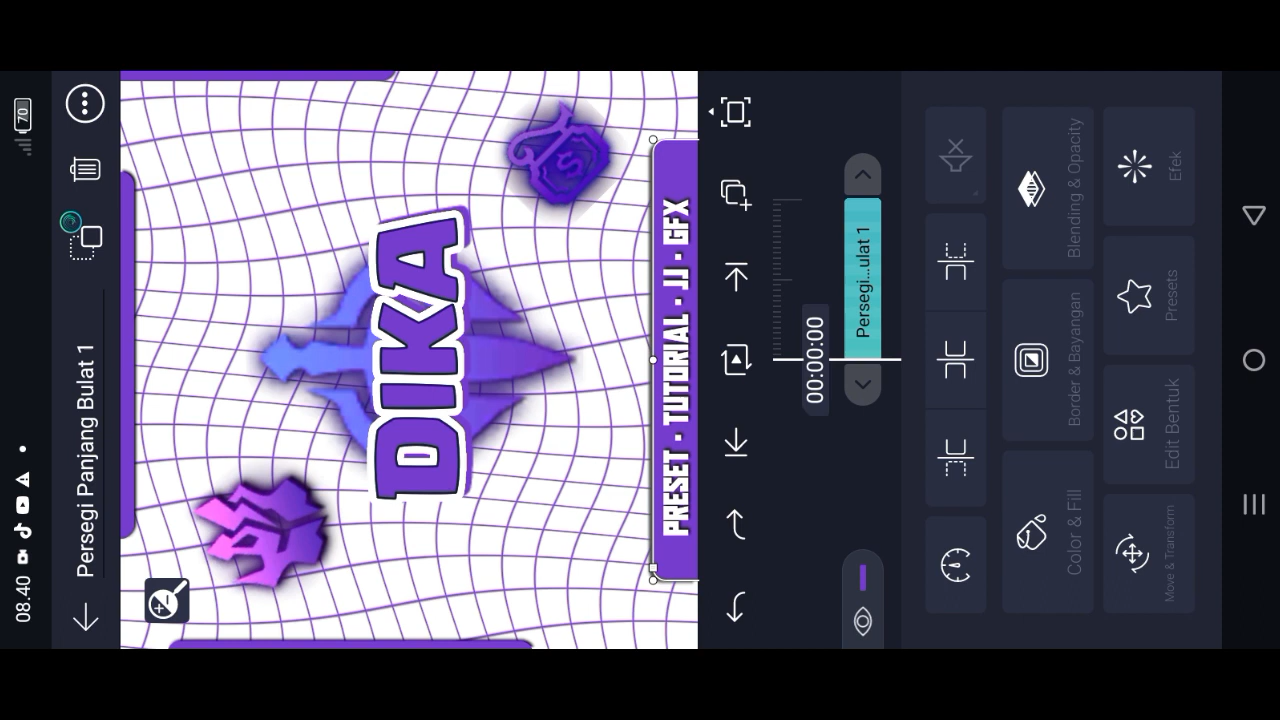 08.40
70
Persegi Panjang Bulat 1
DIKA
PRESET · TUTORIAL · JJ · GFX
00:00:00
Persegi...ulat 1
Color & Fill
Border & Bayangan
Blending & Opacity
Move & Transform
Edit Bentuk
Presets
Efek